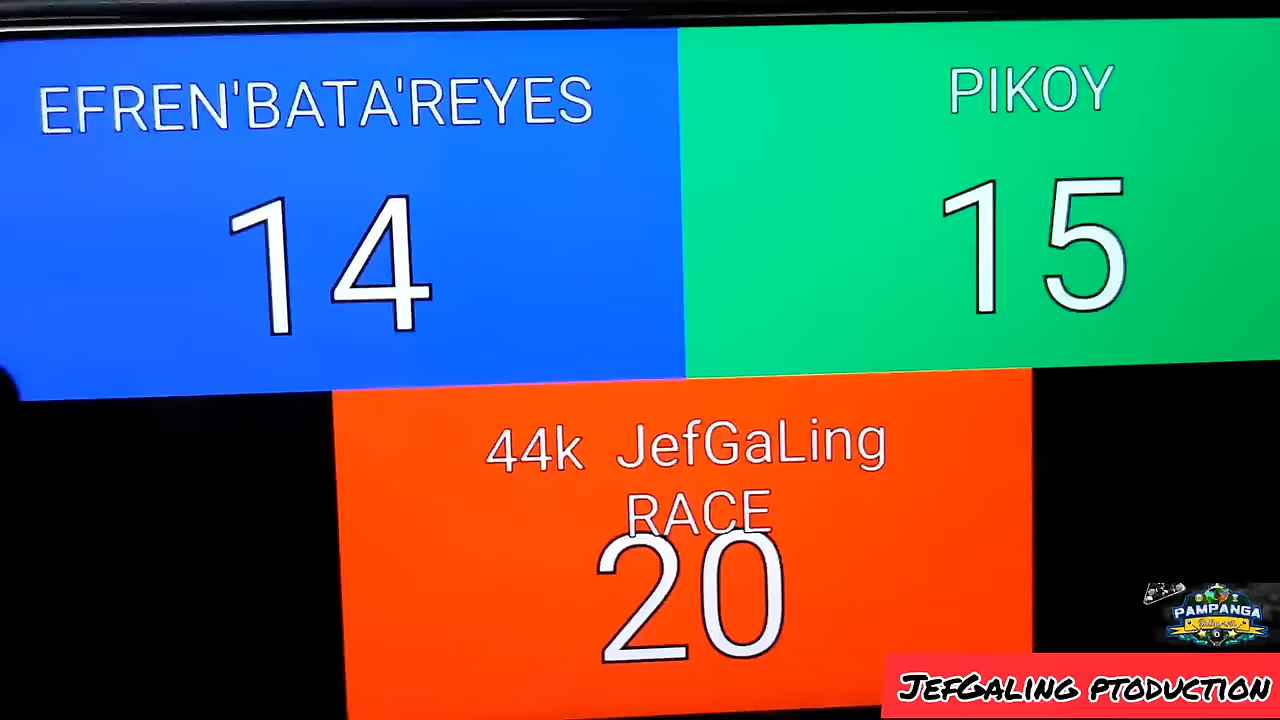 EFREN'BATA'REYES
14
PIKOY
15
44k JefGaLing
RACE
20
PAMPANGA
JEFGALING PTODUCTION